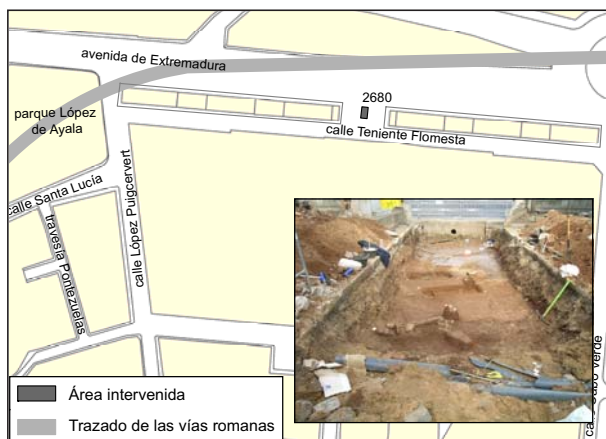 avenida de Extremadura
2680
parque López
de Ayala
calle Teniente Flomesta
calle Santa Lucía
calle López Puigcervert
travesía Pontezuelas
verde
Área intervenida
Trazado de las vías romanas